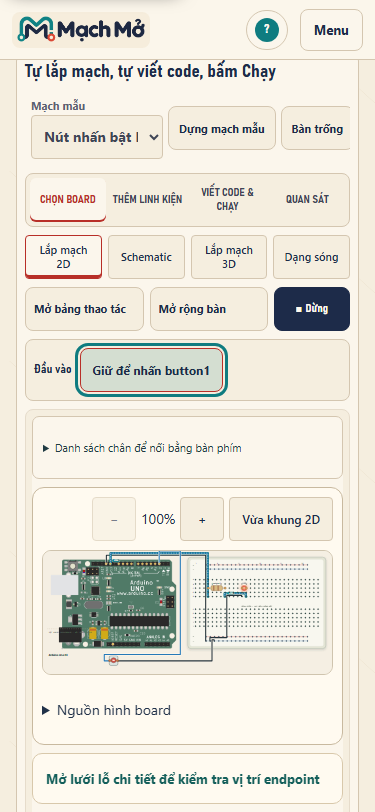 Mạch Mở
?
Menu
Tự lắp mạch, tự viết code, bấm Chạy
Mạch mẫu
Nút nhấn bật
Dựng mạch mẫu
Bàn trống
CHỌN BOARD
THÊM LINH KIỆN
VIẾT CODE &
CHẠY
QUAN SÁT
Lắp mạch
2D
Schematic
Lắp mạch
3D
Dạng sóng
Mở bảng thao tác
Mở rộng bàn
■ Dừng
Đầu vào
Giữ để nhấn button1
▶ Danh sách chân để nối bằng bàn phím
−
100%
+
Vừa khung 2D
Arduino
UNO
www.arduino.cc
▶ Nguồn hình board
Mở lưới lỗ chi tiết để kiểm tra vị trí endpoint